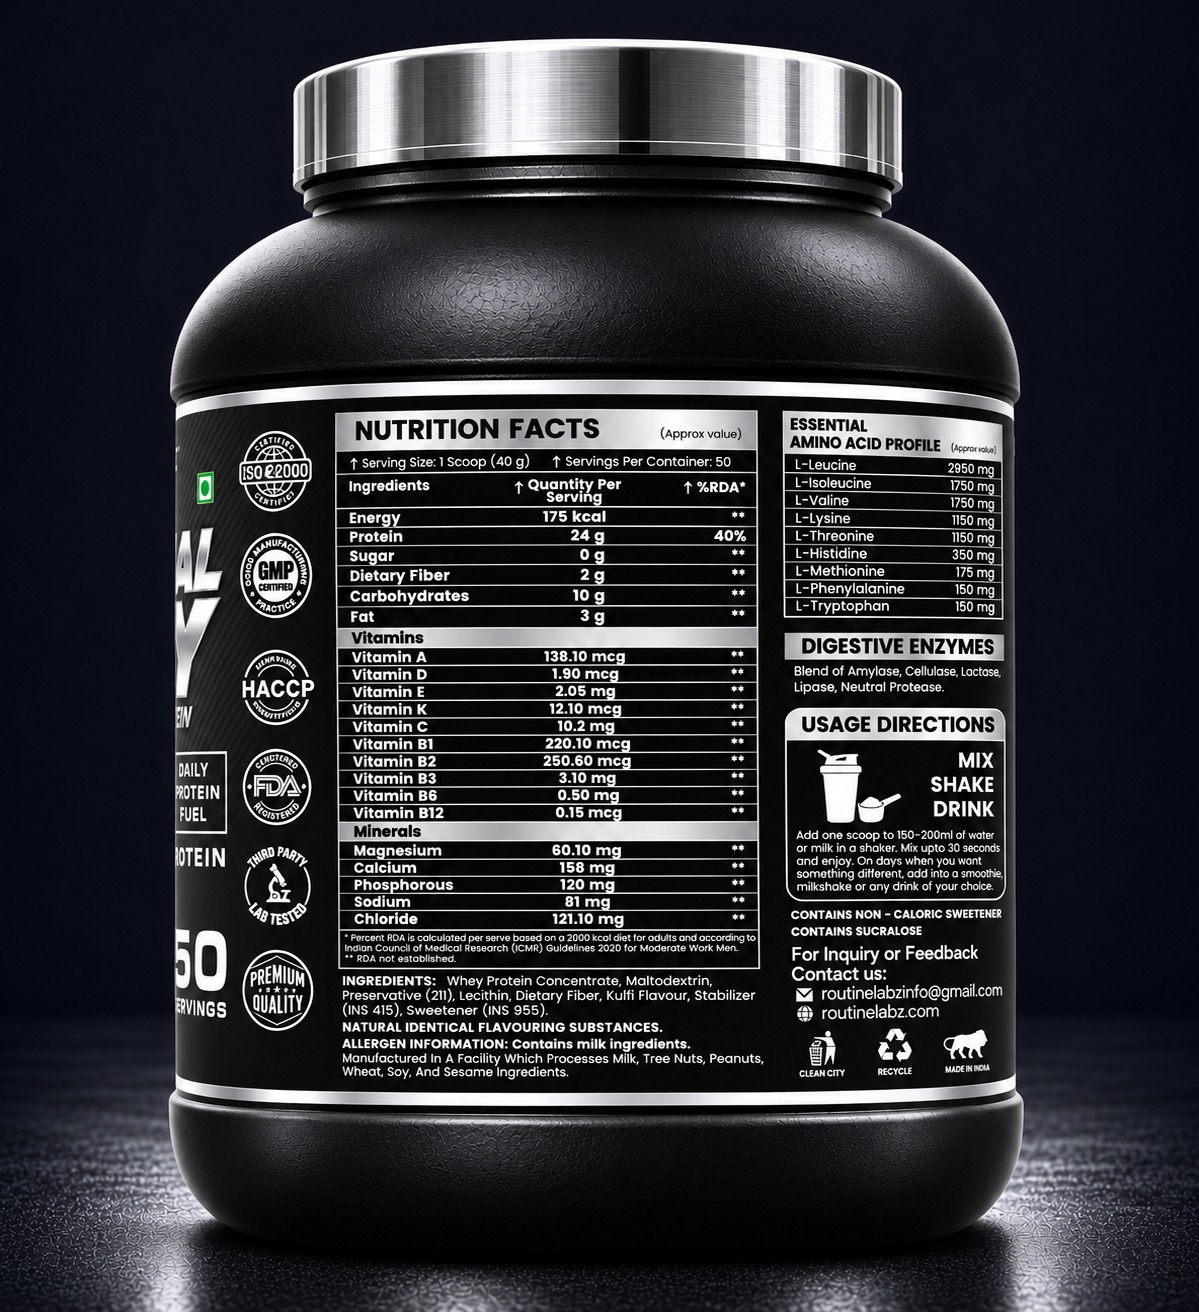 AL
Y
EIN
DAILY
PROTEIN
FUEL
ROTEIN
50
SERVINGS
CERTIFIED
ISO 22000
CERTIFIED
MANUFACTURING
GMP
CERTIFIED
PRACTICE
HACCP
FDA
REGISTERED
THIRD PARTY
LAB TESTED
PREMIUM
QUALITY
NUTRITION FACTS (Approx value)
↑ Serving Size: 1 Scoop (40 g) ↑ Servings Per Container: 50
Ingredients ↑ Quantity Per Serving ↑ %RDA*
Energy 175 kcal **
Protein 24 g 40%
Sugar 0 g **
Dietary Fiber 2 g **
Carbohydrates 10 g **
Fat 3 g **
Vitamins
Vitamin A 138.10 mcg **
Vitamin D 1.90 mcg **
Vitamin E 2.05 mg **
Vitamin K 12.10 mcg **
Vitamin C 10.2 mg **
Vitamin B1 220.10 mcg **
Vitamin B2 250.60 mcg **
Vitamin B3 3.10 mg **
Vitamin B6 0.50 mg **
Vitamin B12 0.15 mcg **
Minerals
Magnesium 60.10 mg **
Calcium 158 mg **
Phosphorous 120 mg **
Sodium 81 mg **
Chloride 121.10 mg **
* Percent RDA is calculated per serve based on a 2000 kcal diet for adults and according to
Indian Council of Medical Research (ICMR) Guidelines 2020 for Moderate Work Men.
** RDA not established.
INGREDIENTS: Whey Protein Concentrate, Maltodextrin,
Preservative (211), Lecithin, Dietary Fiber, Kulfi Flavour, Stabilizer
(INS 415), Sweetener (INS 955).
NATURAL IDENTICAL FLAVOURING SUBSTANCES.
ALLERGEN INFORMATION: Contains milk ingredients.
Manufactured In A Facility Which Processes Milk, Tree Nuts, Peanuts,
Wheat, Soy, And Sesame Ingredients.
ESSENTIAL
AMINO ACID PROFILE (Approx value)
L-Leucine 2950 mg
L-Isoleucine 1750 mg
L-Valine 1750 mg
L-Lysine 1150 mg
L-Threonine 1150 mg
L-Histidine 350 mg
L-Methionine 175 mg
L-Phenylalanine 150 mg
L-Tryptophan 150 mg
DIGESTIVE ENZYMES
Blend of Amylase, Cellulase, Lactase,
Lipase, Neutral Protease.
USAGE DIRECTIONS
MIX
SHAKE
DRINK
Add one scoop to 150-200ml of water
or milk in a shaker. Mix upto 30 seconds
and enjoy. On days when you want
something different, add into a smoothie,
milkshake or any drink of your choice.
CONTAINS NON - CALORIC SWEETENER
CONTAINS SUCRALOSE
For Inquiry or Feedback
Contact us:
routinelabzinfo@gmail.com
routinelabz.com
CLEAN CITY
RECYCLE
MADE IN INDIA